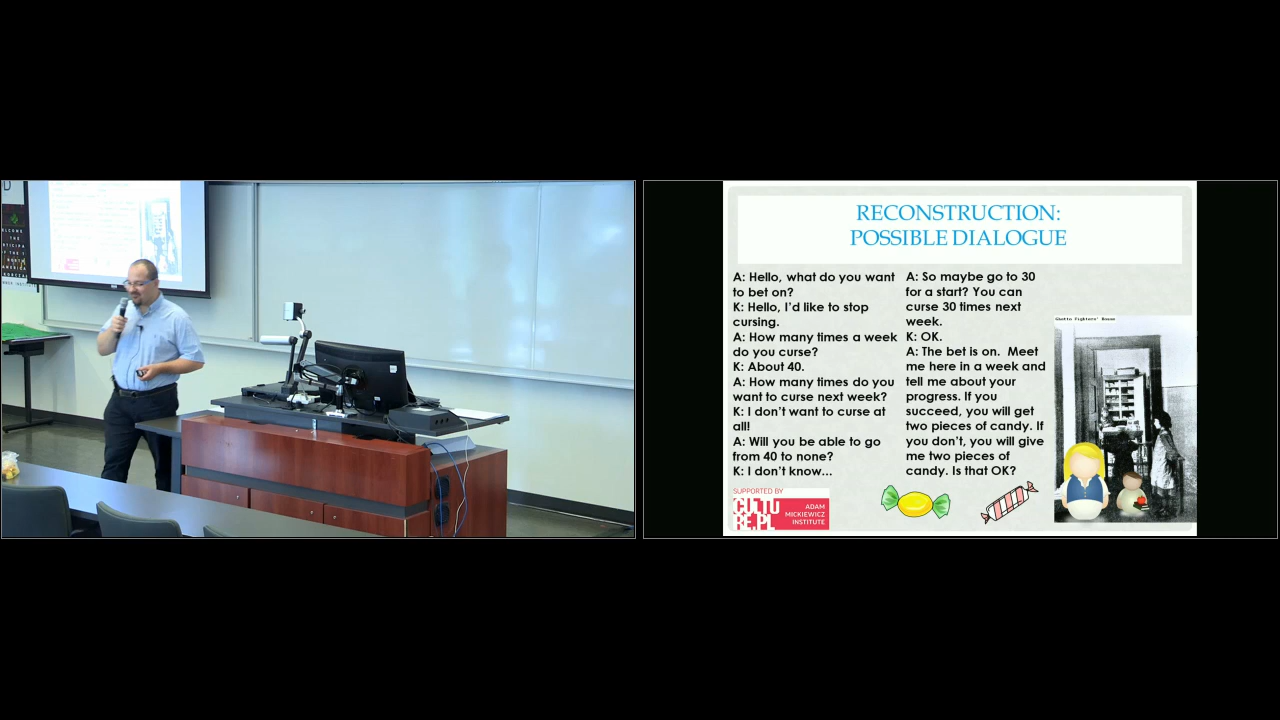 D
RECONSTRUCTION:
POSSIBLE DIALOGUE
A: Hello, what do you want
to bet on?
K: Hello, I'd like to stop
cursing.
A: How many times a week
do you curse?
K: About 40.
A: How many times do you
want to curse next week?
K: I don't want to curse at
all!
A: Will you be able to go
from 40 to none?
K: I don't know...
A: So maybe go to 30
for a start? You can
curse 30 times next
week.
K: OK.
A: The bet is on. Meet
me here in a week and
tell me about your
progress. If you
succeed, you will get
two pieces of candy. If
you don't, you will give
me two pieces of
candy. Is that OK?
Ghetto Fighters' House
SUPPORTED BY
CULTU
RE.PL
ADAM
MICKIEWICZ
INSTITUTE